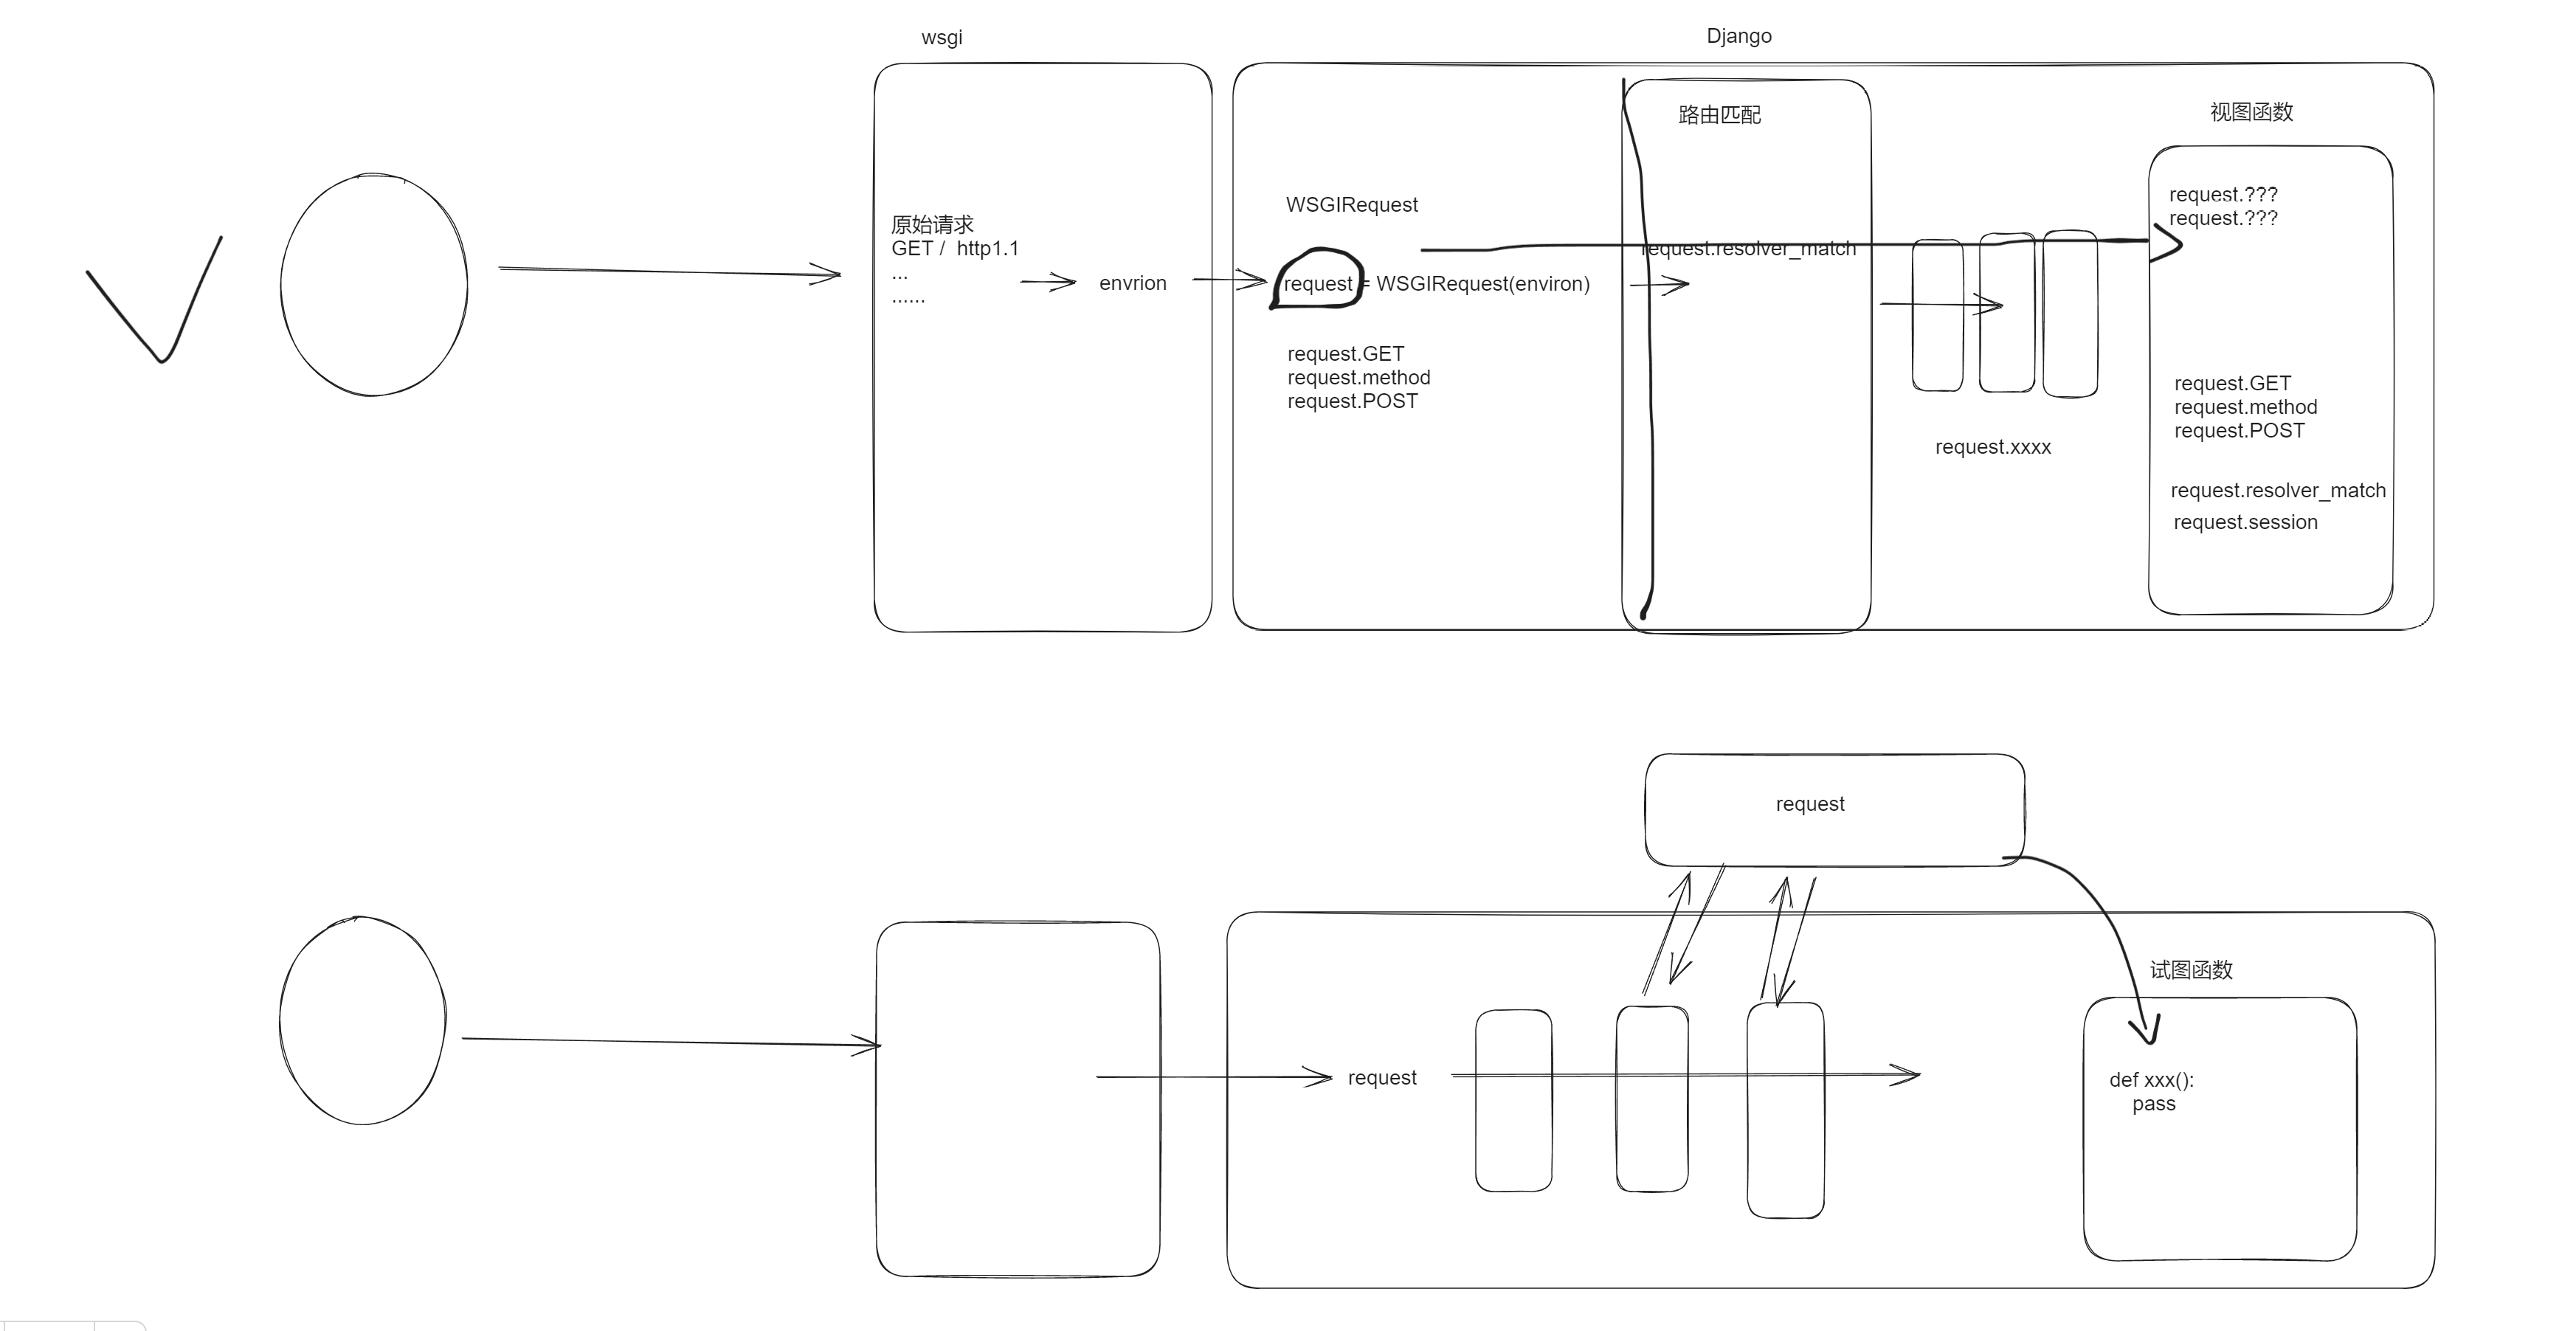 wsgi
Django
路由匹配
视图函数
原始请求
GET /  http1.1
...
......
envrion
WSGIRequest
request = WSGIRequest(environ)
request.GET
request.method
request.POST
request.resolver_match
request.xxxx
request.???
request.???
request.GET
request.method
request.POST
request.resolver_match
request.session
request
request
试图函数
def xxx():
pass